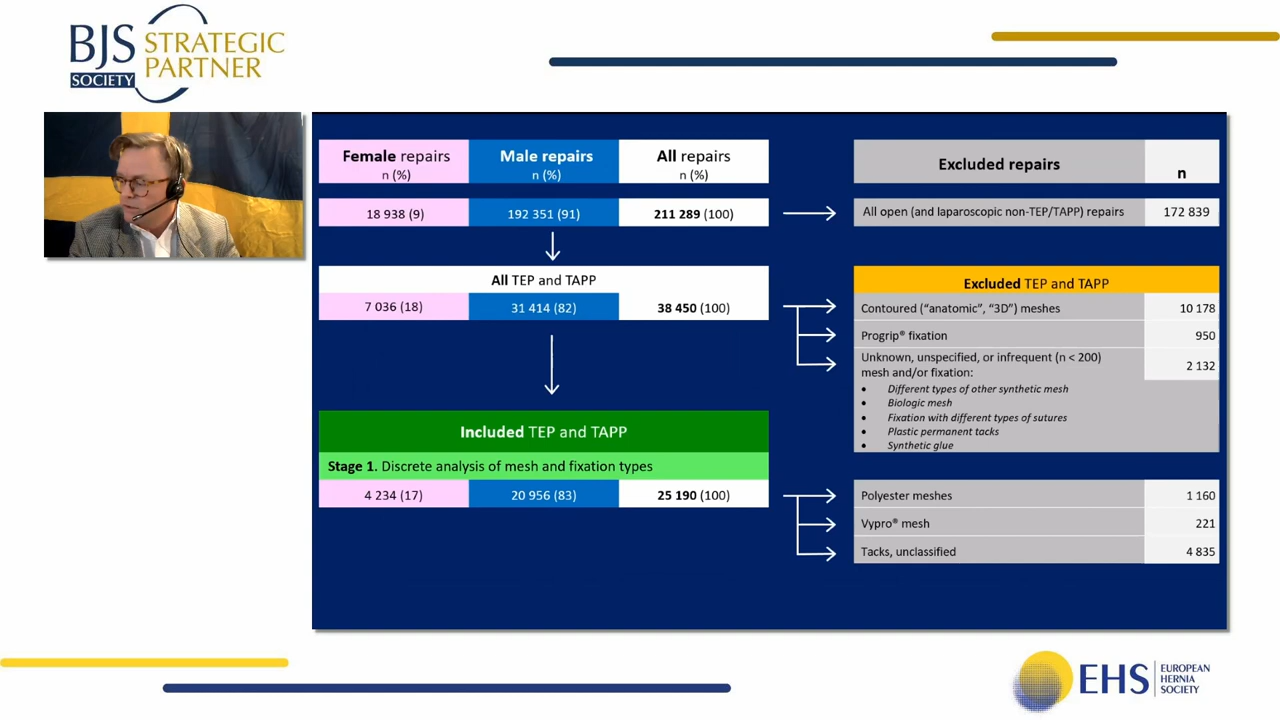 BJS STRATEGIC
SOCIETY PARTNER
Female repairs Male repairs All repairs
n (%) n (%) n (%)
Excluded repairs n
18 938 (9) 192 351 (91) 211 289 (100)
All open (and laparoscopic non-TEP/TAPP) repairs 172 839
All TEP and TAPP
7 036 (18) 31 414 (82) 38 450 (100)
Excluded TEP and TAPP
Contoured (“anatomic”, “3D”) meshes 10 178
Progrip® fixation 950
Unknown, unspecified, or infrequent (n < 200)
mesh and/or fixation: 2 132
• Different types of other synthetic mesh
• Biologic mesh
• Fixation with different types of sutures
• Plastic permanent tacks
• Synthetic glue
Included TEP and TAPP
Stage 1. Discrete analysis of mesh and fixation types
4 234 (17) 20 956 (83) 25 190 (100)
Polyester meshes 1 160
Vypro® mesh 221
Tacks, unclassified 4 835
EHS EUROPEAN
HERNIA
SOCIETY